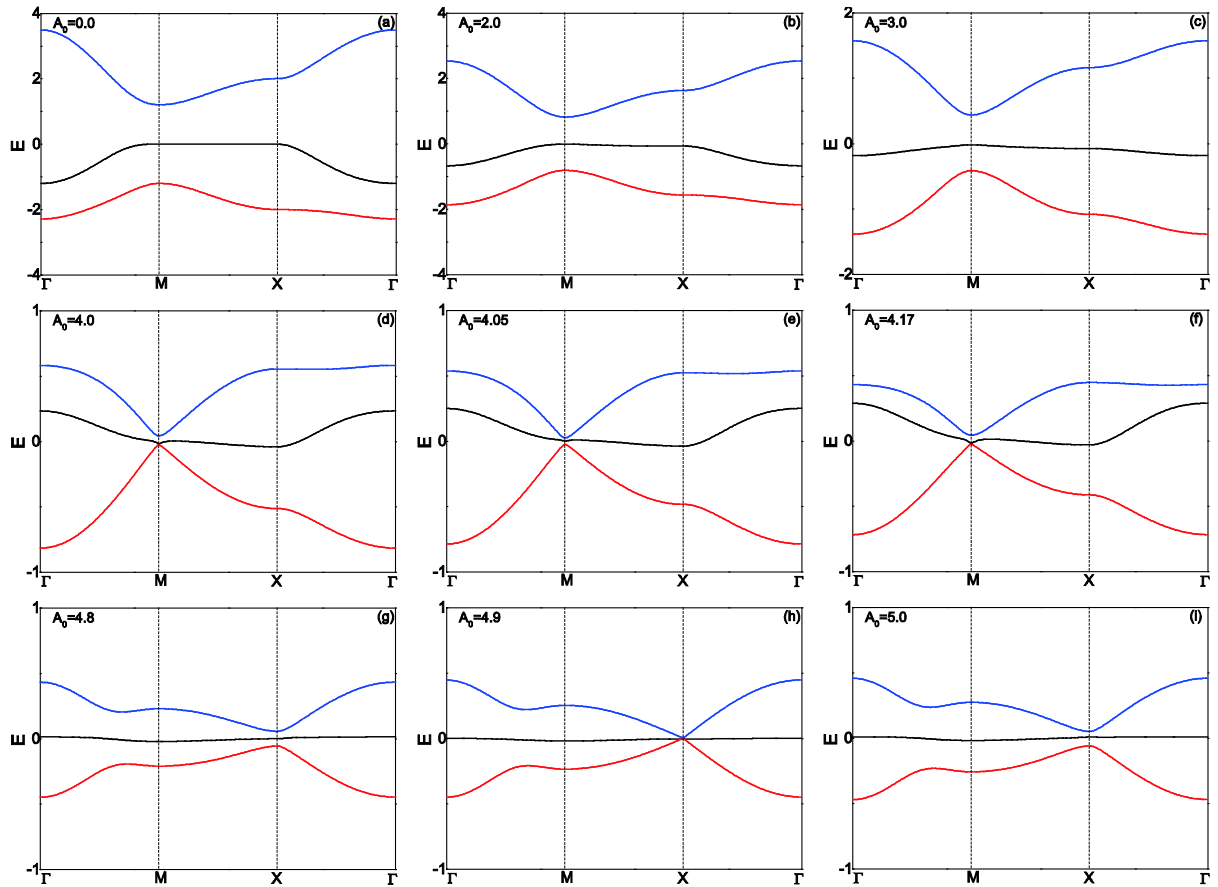 A0=0.0 (a)
4
2
0
-2
-4
E
Γ M X Γ
A0=2.0 (b)
4
2
0
-2
-4
E
Γ M X Γ
A0=3.0 (c)
2
0
-2
E
Γ M X Γ
A0=4.0 (d)
1
0
-1
E
Γ M X Γ
A0=4.05 (e)
1
0
-1
E
Γ M X Γ
A0=4.17 (f)
1
0
-1
E
Γ M X Γ
A0=4.8 (g)
1
0
-1
E
Γ M X Γ
A0=4.9 (h)
1
0
-1
E
Γ M X Γ
A0=5.0 (i)
1
0
-1
E
Γ M X Γ